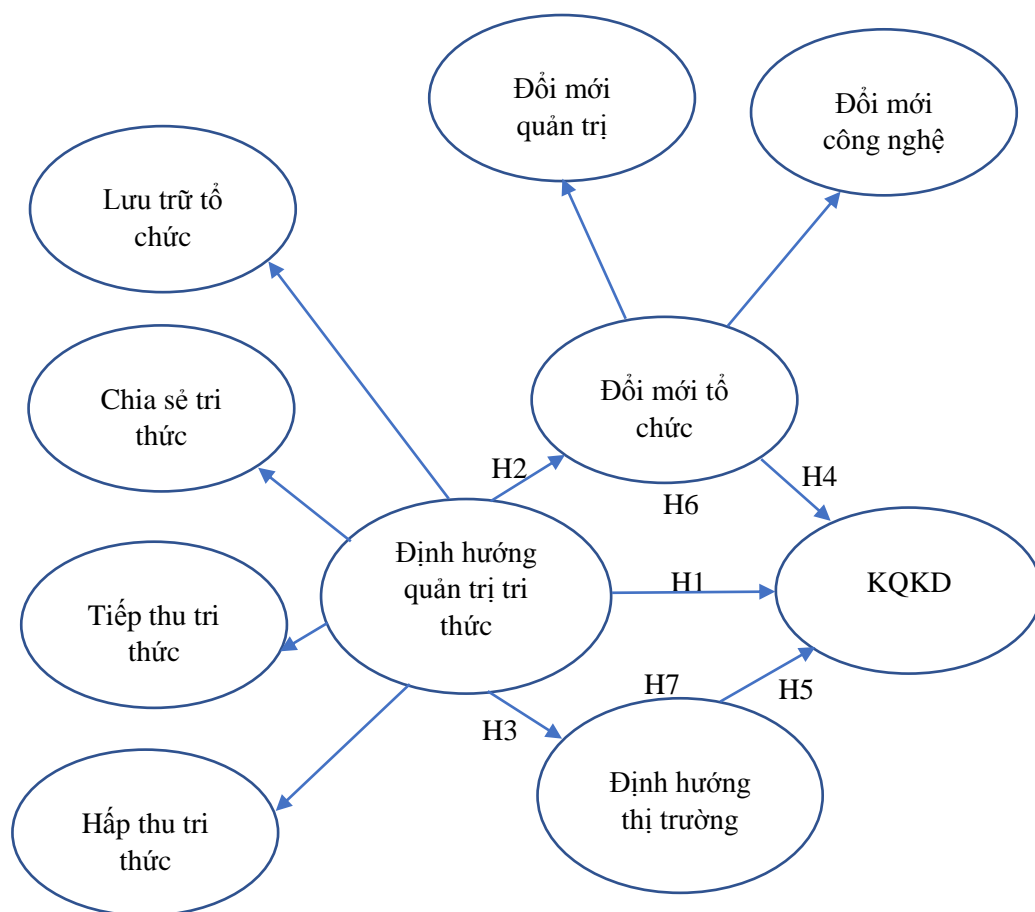 Đổi mới
quản trị
Đổi mới
công nghệ
Lưu trữ tổ
chức
Chia sẻ tri
thức
Đổi mới tổ
chức
H2
H4
H6
Định hướng
quản trị tri
thức
H1
KQKD
Tiếp thu tri
thức
H7
H5
H3
Định hướng
thị trường
Hấp thu tri
thức